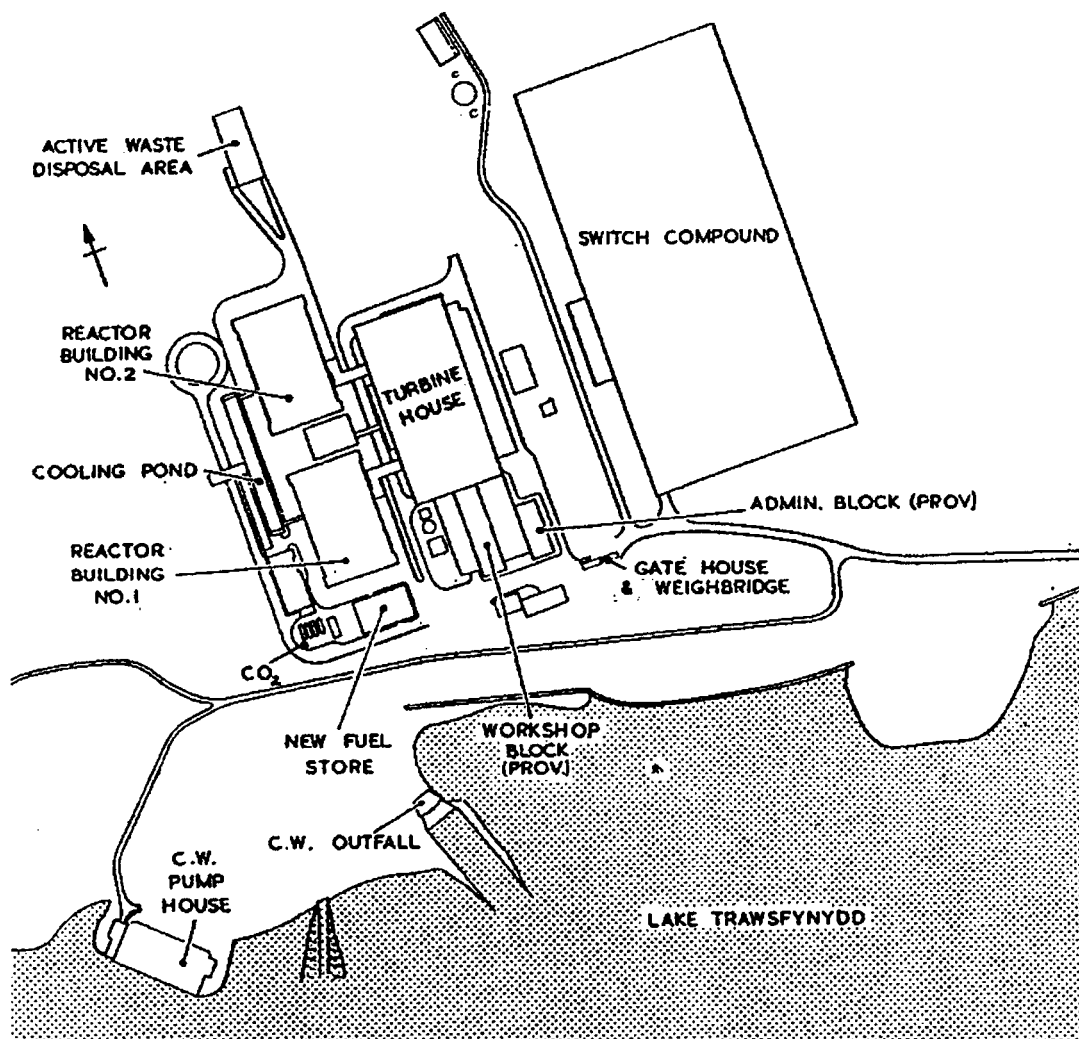 ACTIVE WASTE
DISPOSAL AREA
SWITCH COMPOUND
REACTOR
BUILDING
NO.2
TURBINE
HOUSE
COOLING POND
ADMIN. BLOCK (PROV)
REACTOR
BUILDING
NO.1
GATE HOUSE
& WEIGHBRIDGE
CO2
NEW FUEL
STORE
WORKSHOP
BLOCK
(PROV.)
C.W. OUTFALL
C.W.
PUMP
HOUSE
LAKE TRAWSFYNYDD